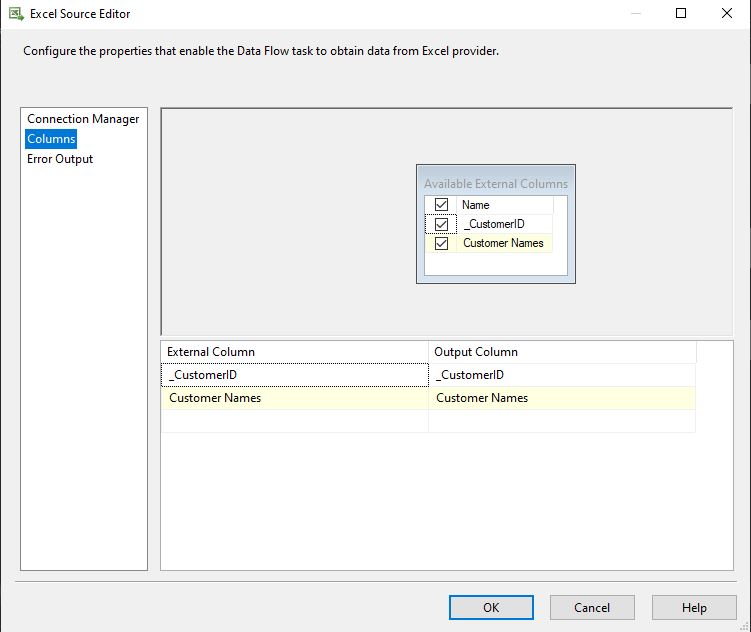 Excel Source Editor
Configure the properties that enable the Data Flow task to obtain data from Excel provider.
Connection Manager
Columns
Error Output
Available External Columns
Name
_CustomerID
Customer Names
External Column Output Column
_CustomerID _CustomerID
Customer Names Customer Names
OK Cancel Help